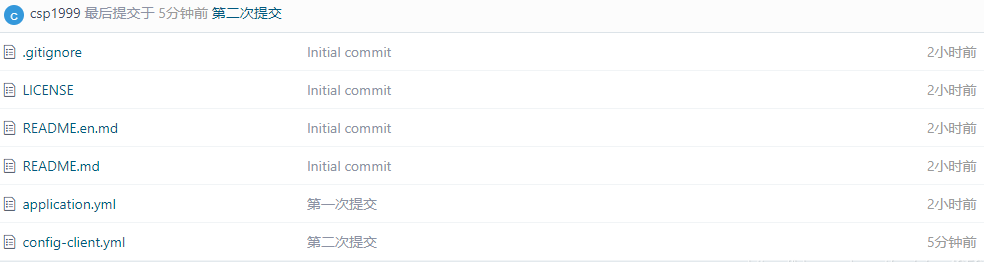 C csp1999 最后提交于 5分钟前 第二次提交
.gitignore Initial commit 2小时前
LICENSE Initial commit 2小时前
README.en.md Initial commit 2小时前
README.md Initial commit 2小时前
application.yml 第一次提交 2小时前
config-client.yml 第二次提交 5分钟前